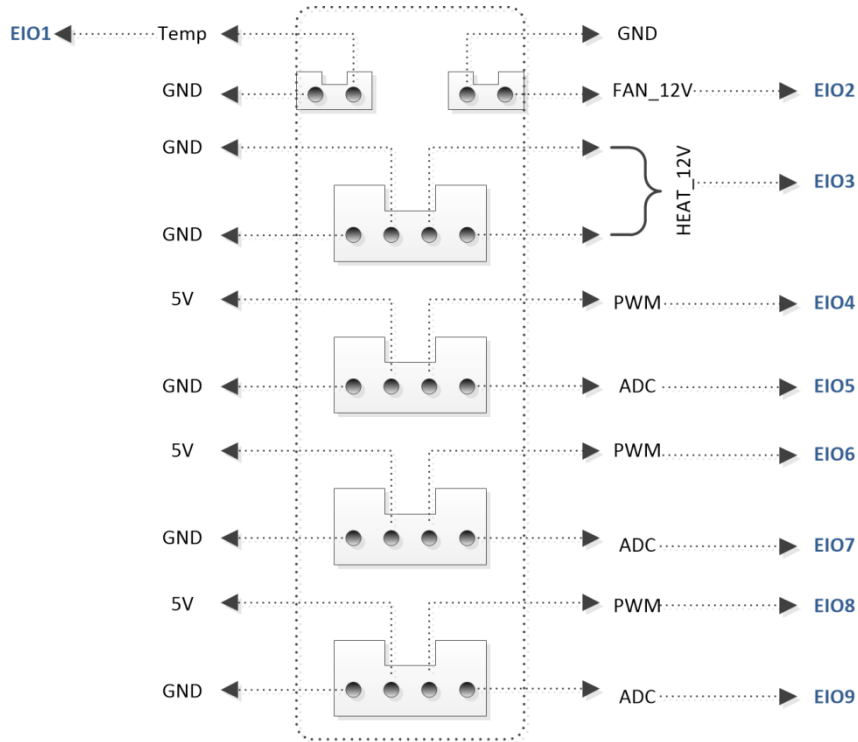 EIO1 Temp GND
GND FAN_12V EIO2
GND
HEAT_12V EIO3
GND
5V PWM EIO4
GND ADC EIO5
5V PWM EIO6
GND ADC EIO7
5V PWM EIO8
GND ADC EIO9